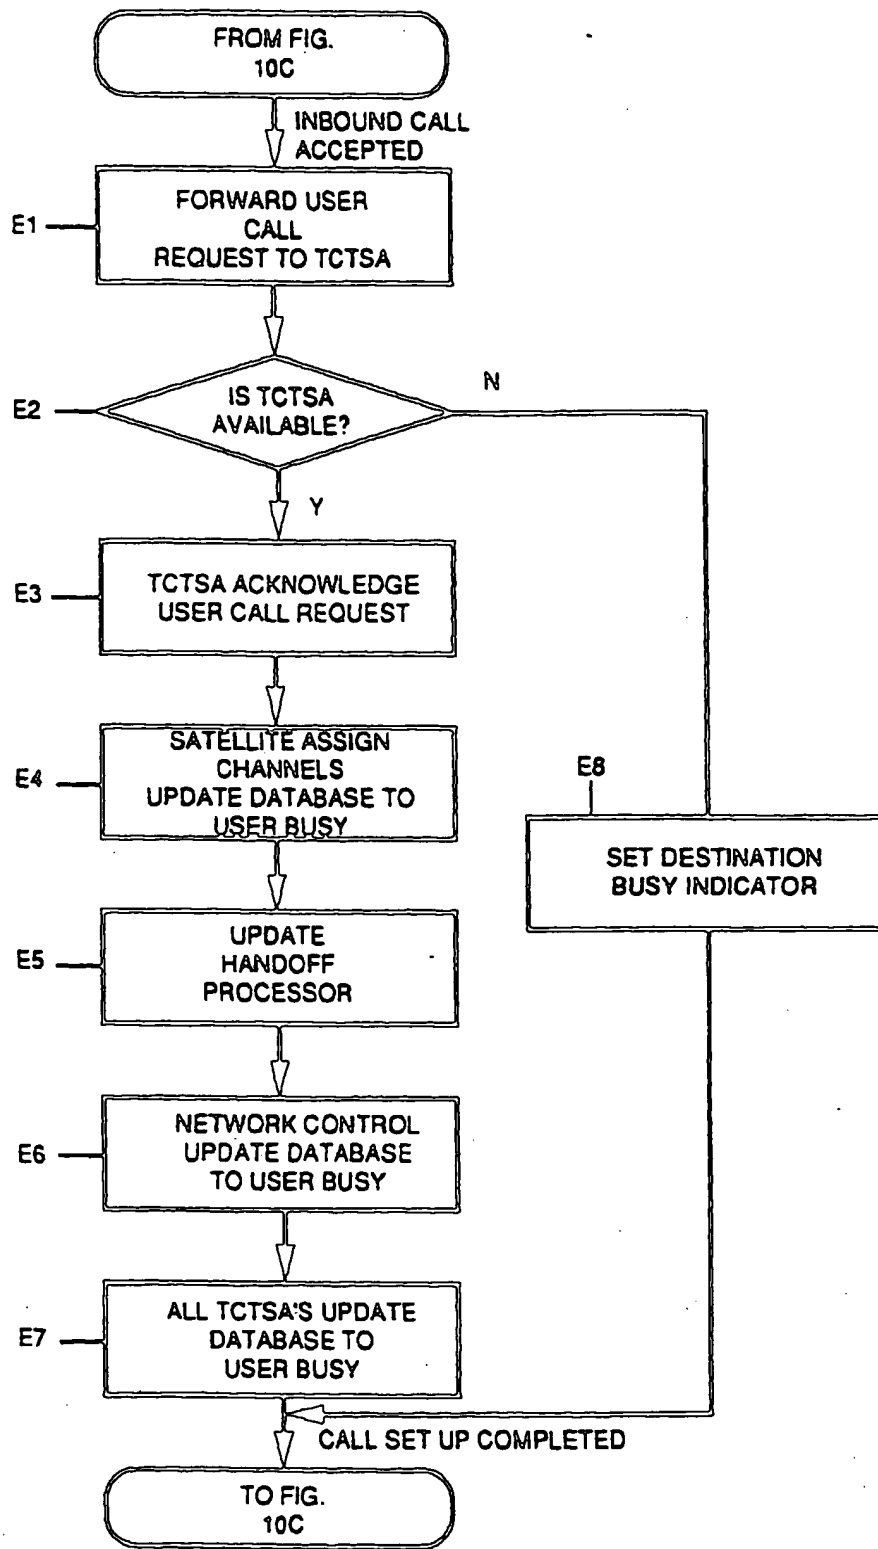 FROM FIG.
10C
INBOUND CALL
ACCEPTED
E1
FORWARD USER
CALL
REQUEST TO TCTSA
E2
IS TCTSA
AVAILABLE?
N
Y
E3
TCTSA ACKNOWLEDGE
USER CALL REQUEST
E4
SATELLITE ASSIGN
CHANNELS
UPDATE DATABASE TO
USER BUSY
E8
SET DESTINATION
BUSY INDICATOR
E5
UPDATE
HANDOFF
PROCESSOR
E6
NETWORK CONTROL
UPDATE DATABASE
TO USER BUSY
E7
ALL TCTSA'S UPDATE
DATABASE TO
USER BUSY
CALL SET UP COMPLETED
TO FIG.
10C